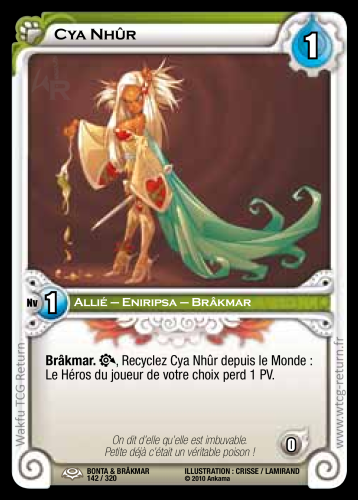 Cya Nhûr
1
Nv 1 Allié – Eniripsa – Brâkmar
Brâkmar. , Recyclez Cya Nhûr depuis le Monde :
Le Héros du joueur de votre choix perd 1 PV.
On dit d'elle qu'elle est imbuvable.
Petite déjà c'était un véritable poison !
0
BONTA & BRÂKMAR
142 / 320
ILLUSTRATION : CRISSE / LAMIRAND
© 2010 Ankama
Wakfu TCG Return
www.wtcg-return.fr